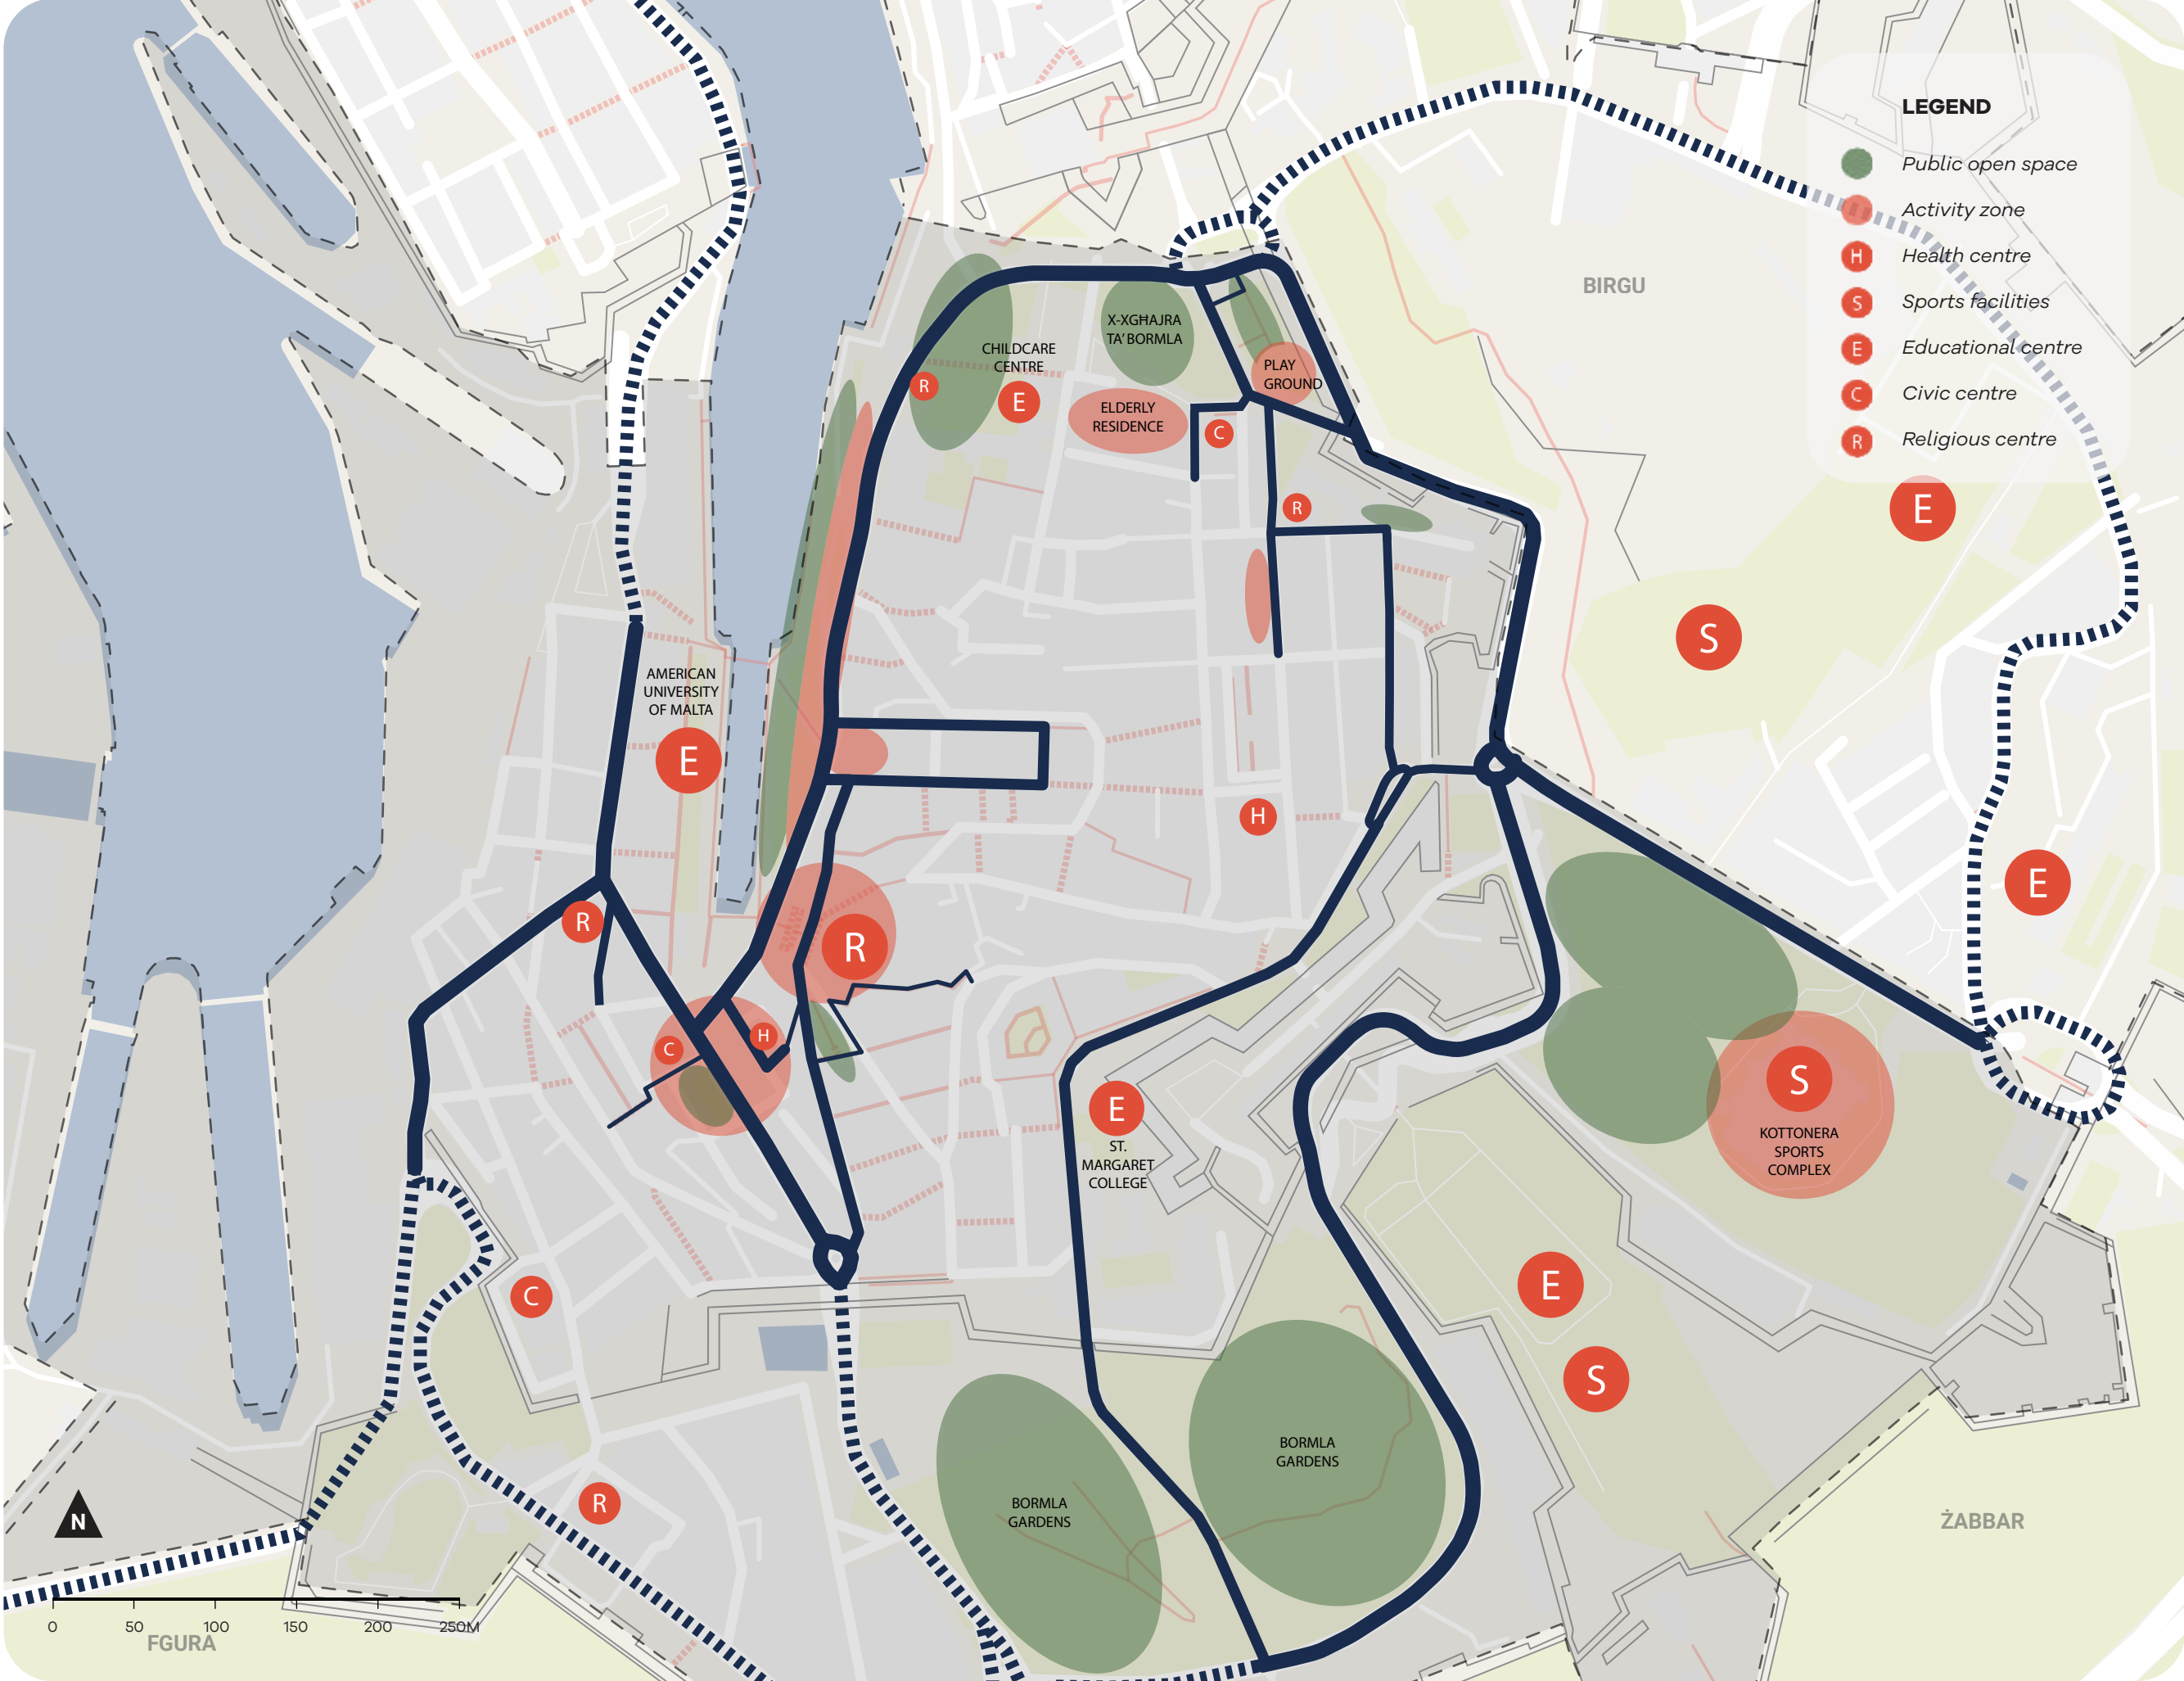 LEGEND
Public open space
Activity zone
H Health centre
S Sports facilities
E Educational centre
C Civic centre
R Religious centre
BIRGU
X-XGĦAJRA
TA' BORMLA
CHILDCARE
CENTRE
R
E
PLAY
GROUND
ELDERLY
RESIDENCE
C
R
E
S
AMERICAN
UNIVERSITY
OF MALTA
E
H
E
R
R
H
C
S
KOTTONERA
SPORTS
COMPLEX
E
ST.
MARGARET
COLLEGE
E
C
S
BORMLA
GARDENS
BORMLA
GARDENS
R
N
ŻABBAR
0 50 100 150 200 250M
FGURA